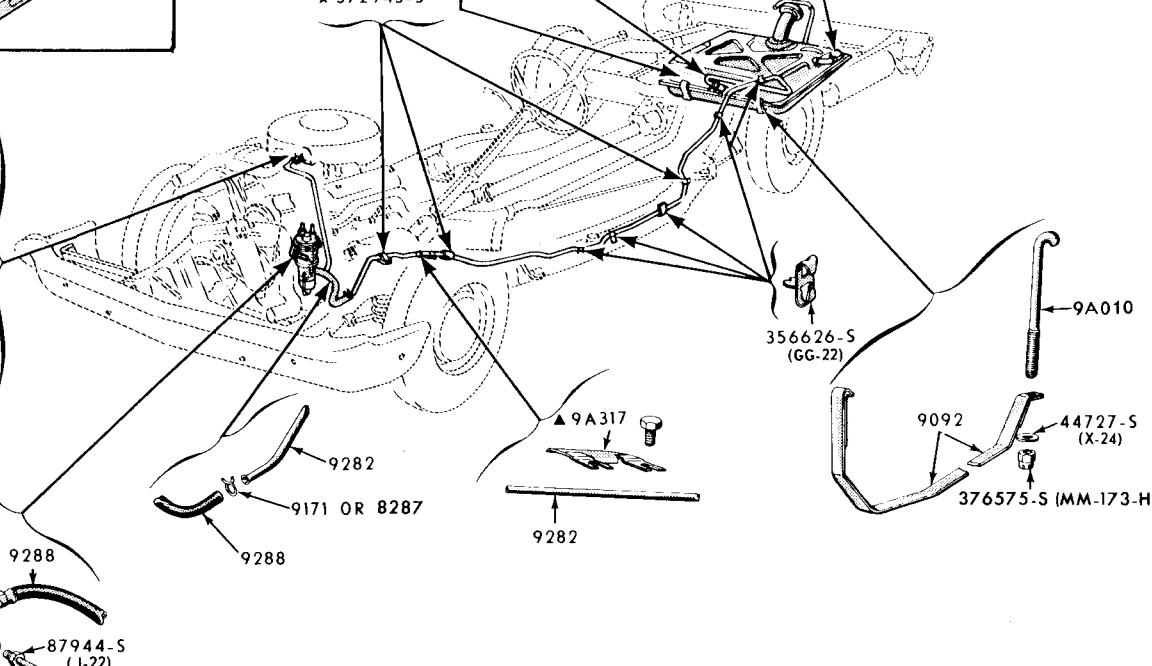 356626-S
(GG-22)
9A010
▲ 9A317
9092
44727-S
(X-24)
9282
376575-S (MM-173-H
9171 OR 8287
9282
9288
9288
87944-S
(J-22)